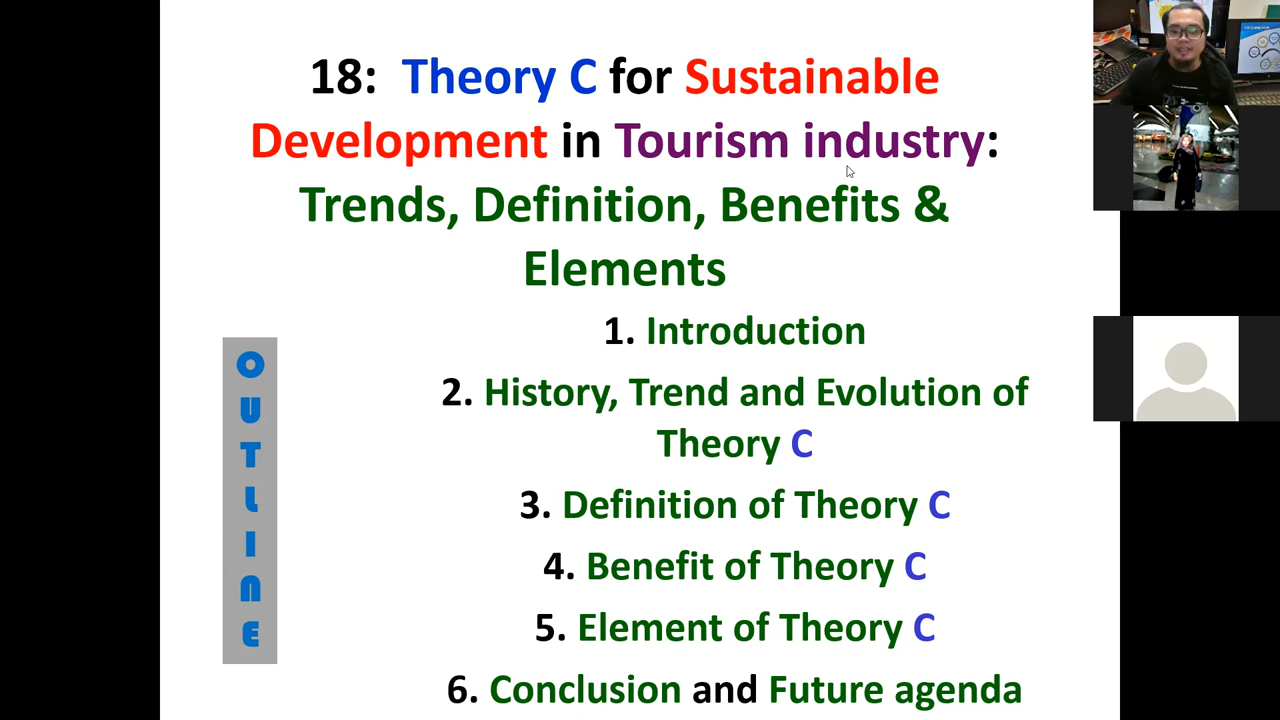 18: Theory C for Sustainable
Development in Tourism industry:
Trends, Definition, Benefits &
Elements
OUTLINE
1. Introduction
2. History, Trend and Evolution of
Theory C
3. Definition of Theory C
4. Benefit of Theory C
5. Element of Theory C
6. Conclusion and Future agenda